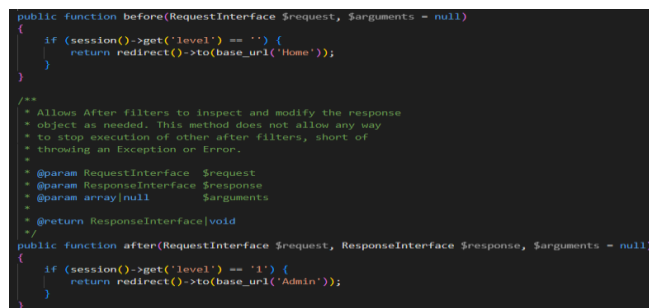 public function before(RequestInterface $request, $arguments = null)
{
    if (session()->get('level') == '') {
        return redirect()->to(base_url('Home'));
    }
}
/**
 * Allows After filters to inspect and modify the response
 * object as needed. This method does not allow any way
 * to stop execution of other after filters, short of
 * throwing an Exception or Error.
 *
 * @param RequestInterface  $request
 * @param ResponseInterface $response
 * @param array|null        $arguments
 *
 * @return ResponseInterface|void
 */
public function after(RequestInterface $request, ResponseInterface $response, $arguments = null)
{
    if (session()->get('level') == '1') {
        return redirect()->to(base_url('Admin'));
    }
}